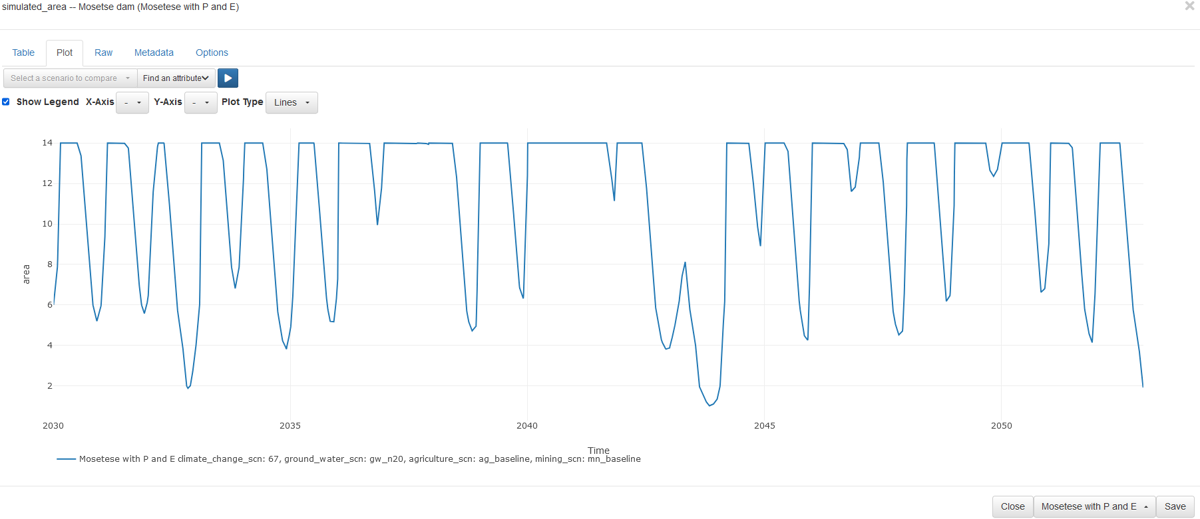 simulated_area -- Mosetse dam (Mosetese with P and E)
Table Plot Raw Metadata Options
Select a scenario to compare Find an attribute
Show Legend X-Axis - Y-Axis - Plot Type Lines
14
12
10
8
6
4
2
area
2030 2035 2040 2045 2050
Time
Mosetese with P and E climate_change_scn: 67, ground_water_scn: gw_n20, agriculture_scn: ag_baseline, mining_scn: mn_baseline
Close Mosetese with P and E Save